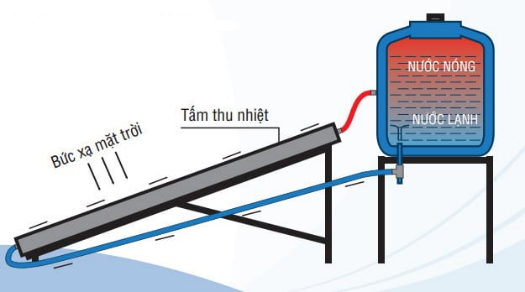 NƯỚC NÓNG
Tấm thu nhiệt
NƯỚC LẠNH
Bức xạ mặt trời